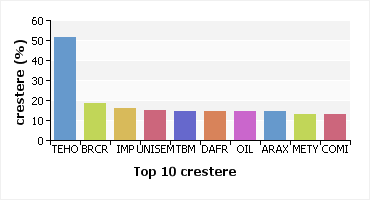 crestere (%)
60
50
40
30
20
10
0
TEHO BRCR IMP UNISEM TBM DAFR OIL ARAX METY COMI
Top 10 crestere